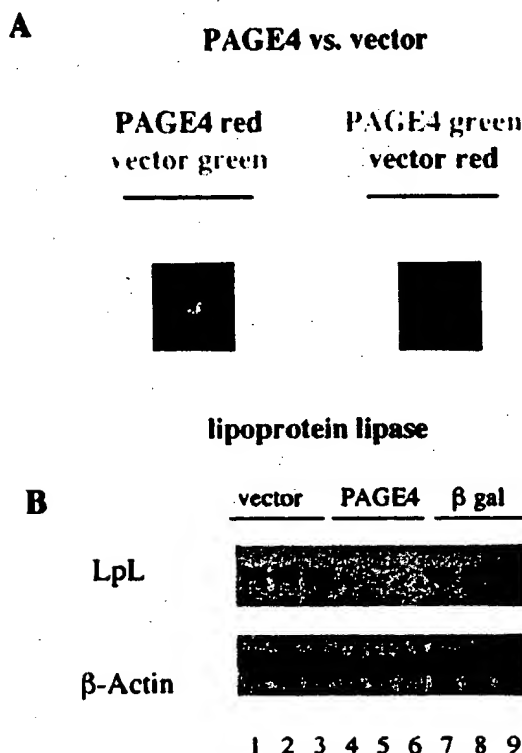 A
PAGE4 vs. vector
PAGE4 red
vector green
PAGE4 green
vector red
lipoprotein lipase
B
vector PAGE4 β gal
LpL
β-Actin
1 2 3 4 5 6 7 8 9